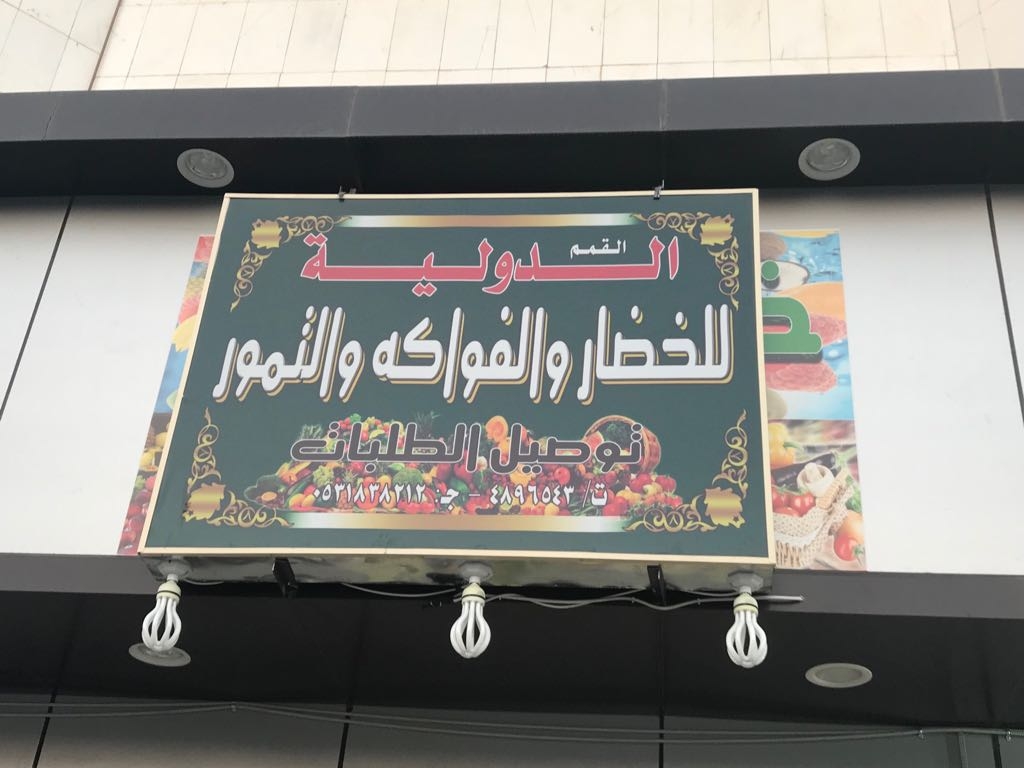 القمم
الدولية
للخضار والفواكه والتمور
توصيل الطلبات
ت/ ٤٨٩٦٥٤٣ - ج: ٠٥٣١٨٣٨٢١٢